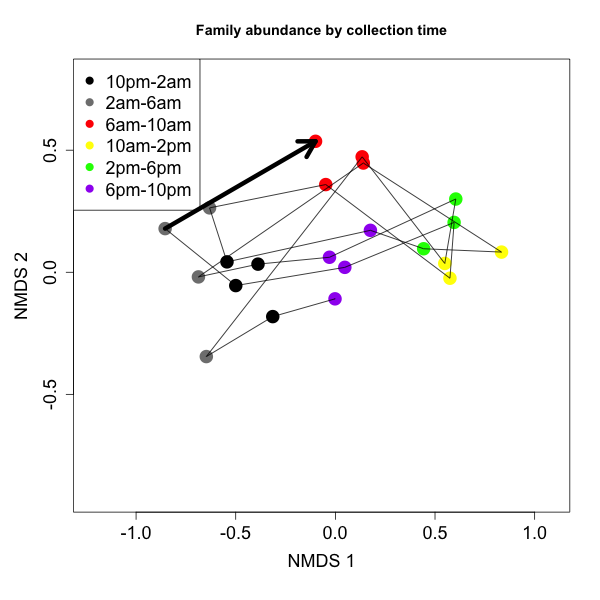 Family abundance by collection time
10pm-2am
2am-6am
6am-10am
10am-2pm
2pm-6pm
6pm-10pm
0.5
0.0
-0.5
NMDS 2
-1.0 -0.5 0.0 0.5 1.0
NMDS 1